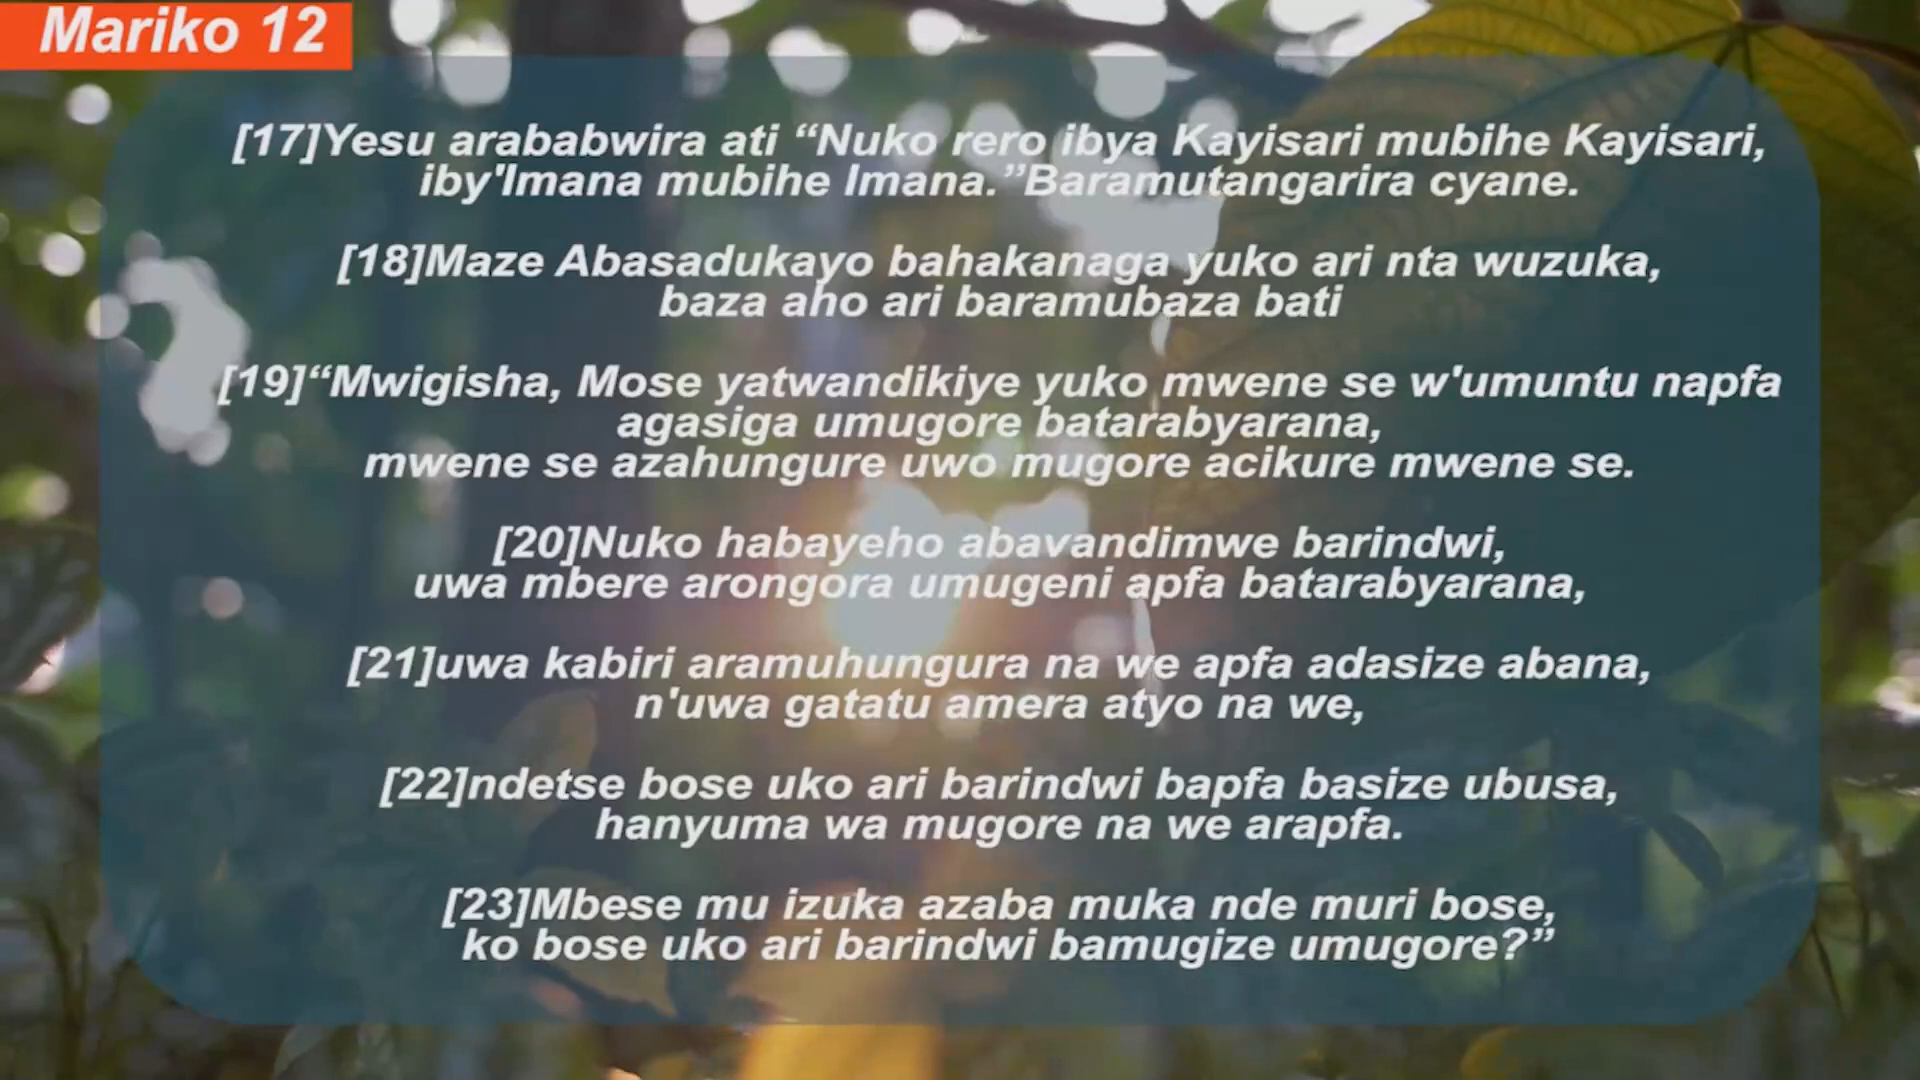 Mariko 12
[17]Yesu arababwira ati “Nuko rero ibya Kayisari mubihe Kayisari,
iby'Imana mubihe Imana.”Baramutangarira cyane.
[18]Maze Abasadukayo bahakanaga yuko ari nta wuzuka,
baza aho ari baramubaza bati
[19]“Mwigisha, Mose yatwandikiye yuko mwene se w'umuntu napfa
agasiga umugore batarabyarana,
mwene se azahungure uwo mugore acikure mwene se.
[20]Nuko habayeho abavandimwe barindwi,
uwa mbere arongora umugeni apfa batarabyarana,
[21]uwa kabiri aramuhungura na we apfa adasize abana,
n'uwa gatatu amera atyo na we,
[22]ndetse bose uko ari barindwi bapfa basize ubusa,
hanyuma wa mugore na we arapfa.
[23]Mbese mu izuka azaba muka nde muri bose,
ko bose uko ari barindwi bamugize umugore?”